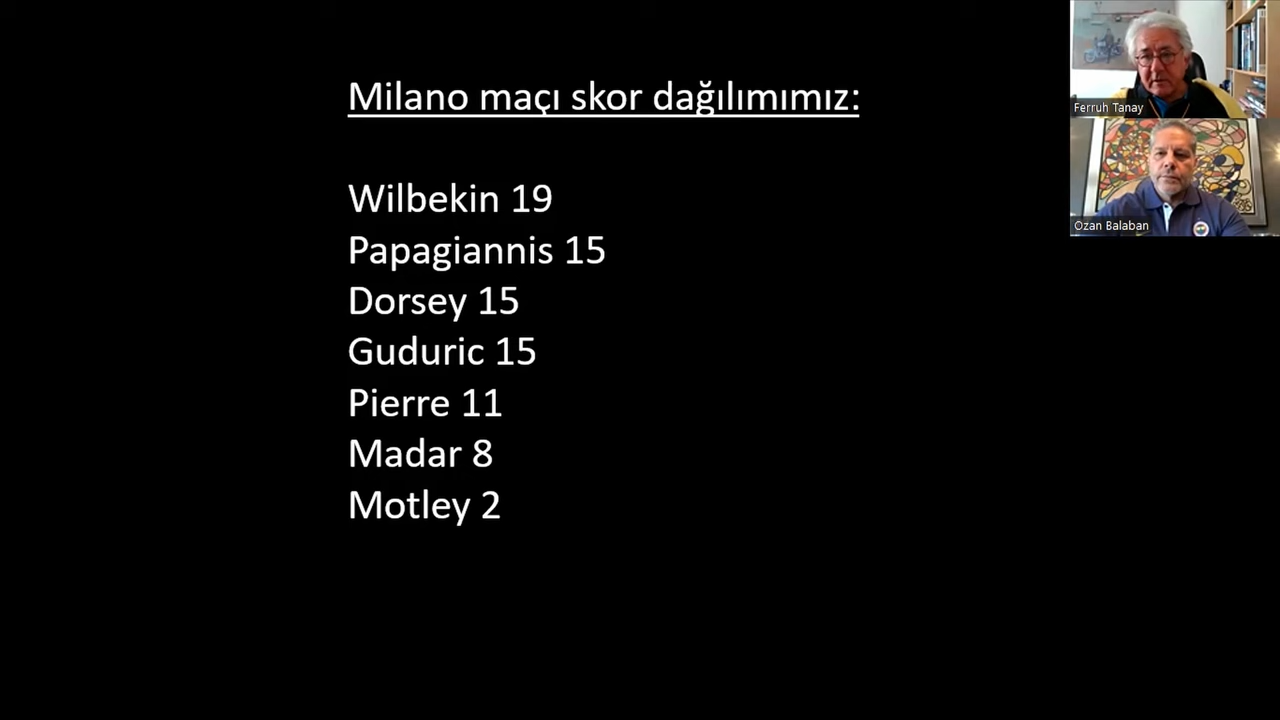 Milano maçı skor dağılımımız:
Wilbekin 19
Papagiannis 15
Dorsey 15
Guduric 15
Pierre 11
Madar 8
Motley 2
Ferruh Tanay
Ozan Balaban